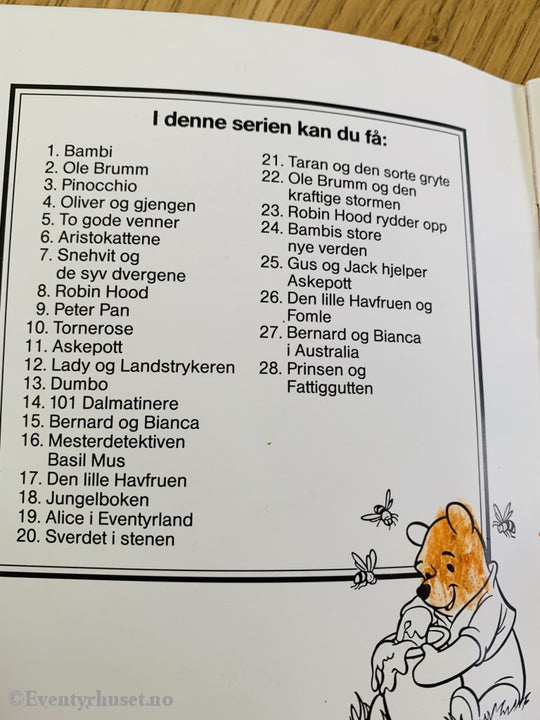 I denne serien kan du få:
1. Bambi
2. Ole Brumm
3. Pinocchio
4. Oliver og gjengen
5. To gode venner
6. Aristokattene
7. Snehvit og
de syv dvergene
8. Robin Hood
9. Peter Pan
10. Tornerose
11. Askepott
12. Lady og Landstrykeren
13. Dumbo
14. 101 Dalmatinere
15. Bernard og Bianca
16. Mesterdetektiven
Basil Mus
17. Den lille Havfruen
18. Jungelboken
19. Alice i Eventyrland
20. Sverdet i stenen
21. Taran og den sorte gryte
22. Ole Brumm og den
kraftige stormen
23. Robin Hood rydder opp
24. Bambis store
nye verden
25. Gus og Jack hjelper
Askepott
26. Den lille Havfruen og
Fomle
27. Bernard og Bianca
i Australia
28. Prinsen og
Fattiggutten
©Eventyrhuset.no